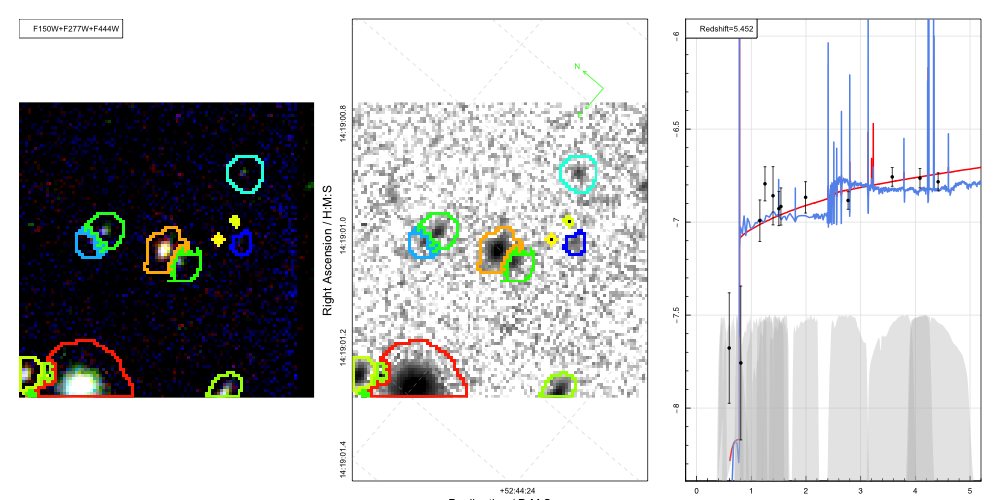 F150W+F277W+F444W
Right Ascension / H:M:S
14:19:00.8
14:19:01.0
14:19:01.2
14:19:01.4
N
+52:44:24
Redshift=5.452
−6
−6.5
−7
−7.5
−8
0 1 2 3 4 5